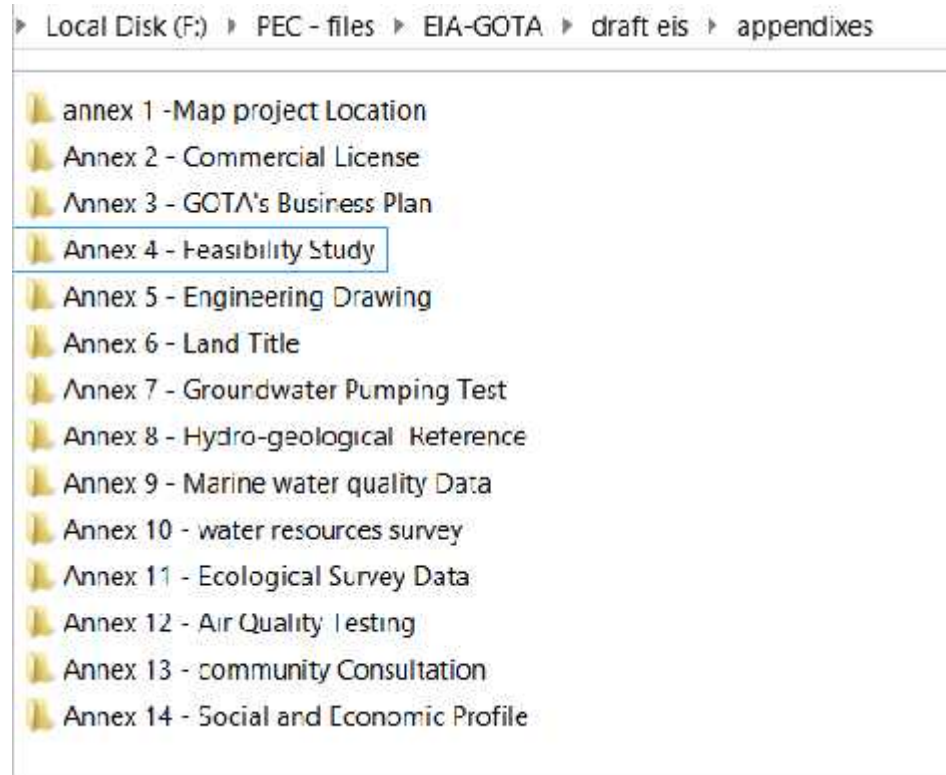 Local Disk (F:) ▸ PEC - files ▸ EIA-GOTA ▸ draft eis ▸ appendixes
annex 1 -Map project Location
Annex 2 - Commercial License
Annex 3 - GOTA's Business Plan
Annex 4 - Feasibility Study
Annex 5 - Engineering Drawing
Annex 6 - Land Title
Annex 7 - Groundwater Pumping Test
Annex 8 - Hydro-geological  Reference
Annex 9 - Marine water quality Data
Annex 10 - water resources survey
Annex 11 - Ecological Survey Data
Annex 12 - Air Quality Testing
Annex 13 - community Consultation
Annex 14 - Social and Economic Profile